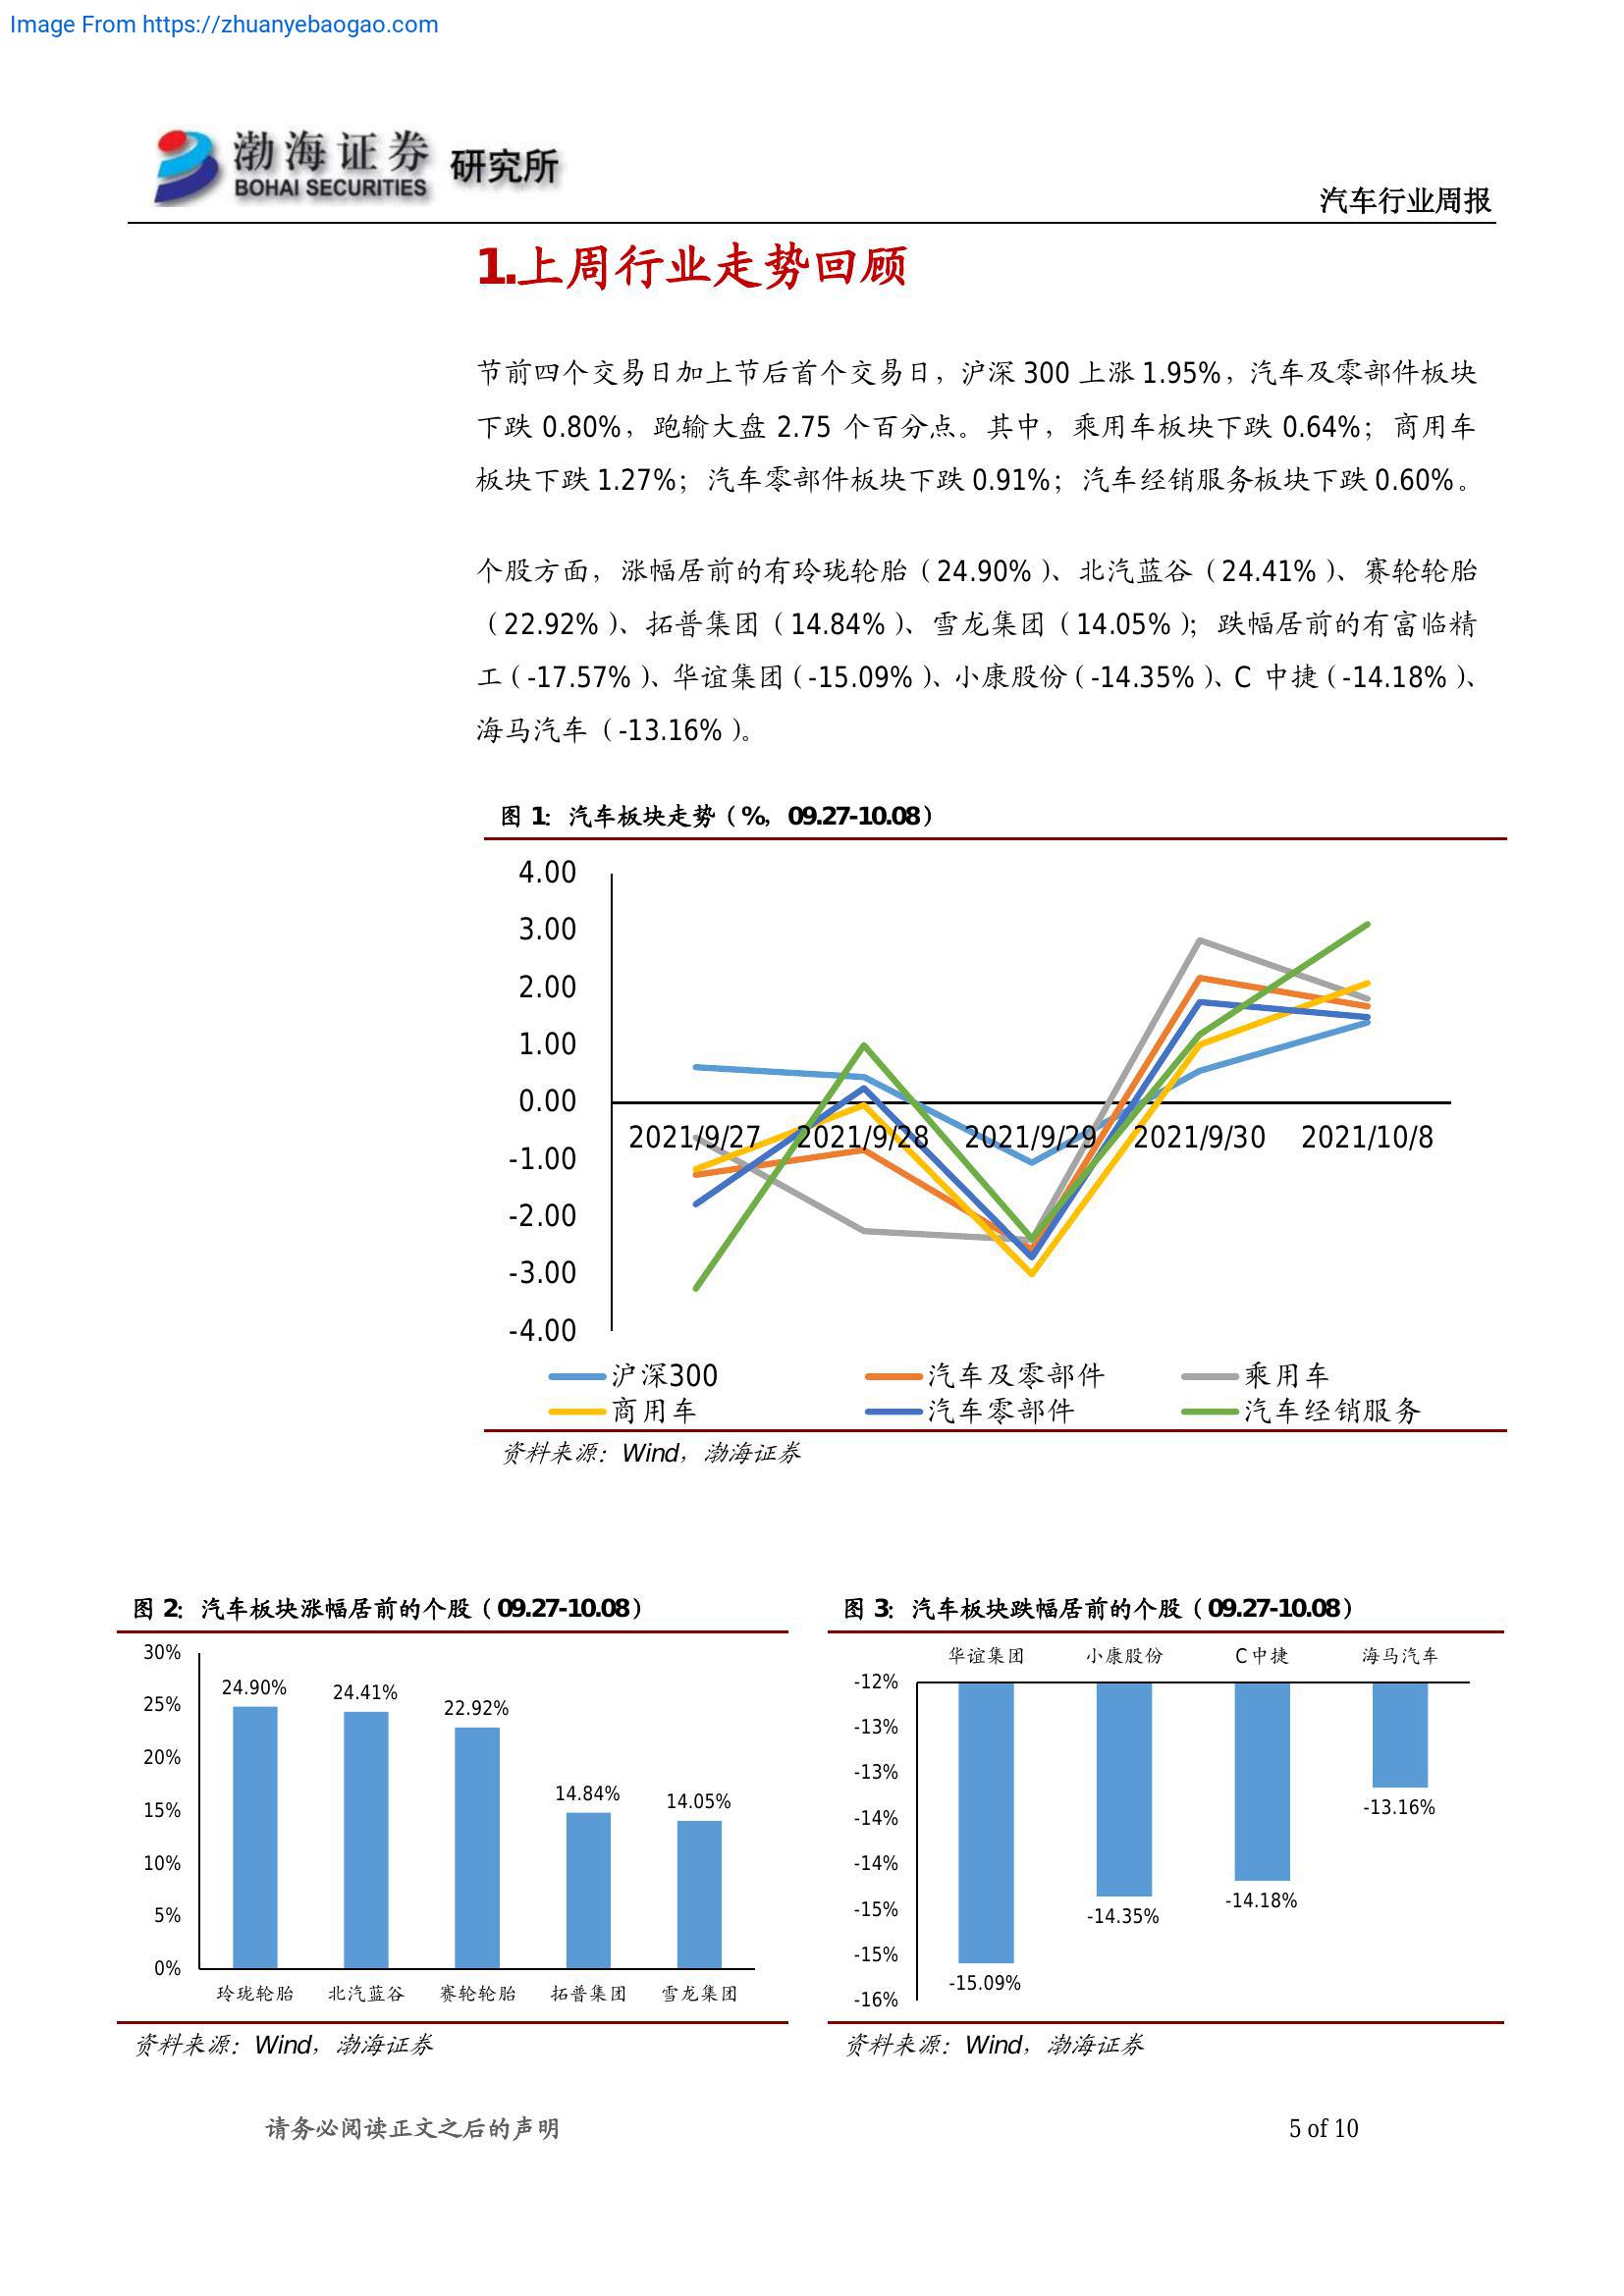 Image From https://zhuanyebaogao.com
渤海证券 研究所
BOHAI SECURITIES
汽车行业周报
1.上周行业走势回顾
节前四个交易日加上节后首个交易日，沪深 300 上涨 1.95%，汽车及零部件板块
下跌 0.80%，跑输大盘 2.75 个百分点。其中，乘用车板块下跌 0.64%；商用车
板块下跌 1.27%；汽车零部件板块下跌 0.91%；汽车经销服务板块下跌 0.60%。
个股方面，涨幅居前的有玲珑轮胎（24.90%）、北汽蓝谷（24.41%）、赛轮轮胎
（22.92%）、拓普集团（14.84%）、雪龙集团（14.05%）；跌幅居前的有富临精
工（-17.57%）、华谊集团（-15.09%）、小康股份（-14.35%）、C 中捷（-14.18%）、
海马汽车（-13.16%）。
图 1：汽车板块走势（%，09.27-10.08）
4.00
3.00
2.00
1.00
0.00
-1.00
-2.00
-3.00
-4.00
2021/9/27 2021/9/28 2021/9/29 2021/9/30 2021/10/8
沪深300 汽车及零部件 乘用车
商用车 汽车零部件 汽车经销服务
资料来源：Wind，渤海证券
图 2：汽车板块涨幅居前的个股（09.27-10.08）
30%
25%
20%
15%
10%
5%
0%
24.90% 24.41% 22.92% 14.84% 14.05%
玲珑轮胎 北汽蓝谷 赛轮轮胎 拓普集团 雪龙集团
资料来源：Wind，渤海证券
图 3：汽车板块跌幅居前的个股（09.27-10.08）
华谊集团 小康股份 C中捷 海马汽车
-12%
-13%
-13%
-14%
-14%
-15%
-15%
-16%
-15.09% -14.35% -14.18% -13.16%
资料来源：Wind，渤海证券
请务必阅读正文之后的声明
5 of 10